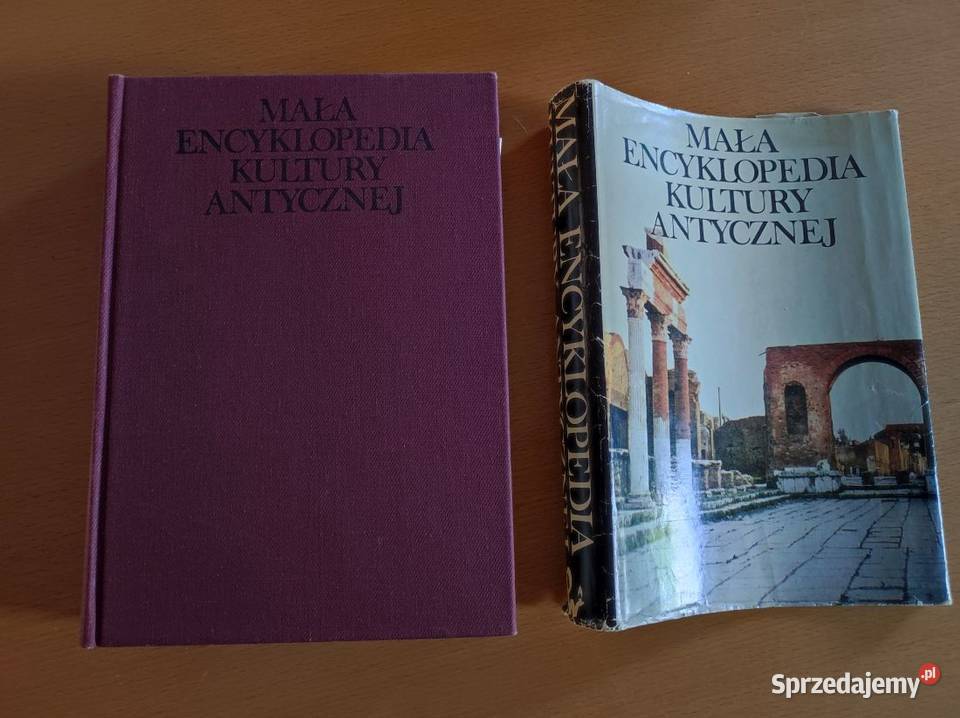 MAŁA
ENCYKLOPEDIA
KULTURY
ANTYCZNEJ
MAŁA ENCYKLOPEDIA
MAŁA
ENCYKLOPEDIA
KULTURY
ANTYCZNEJ
Sprzedajemy.pl